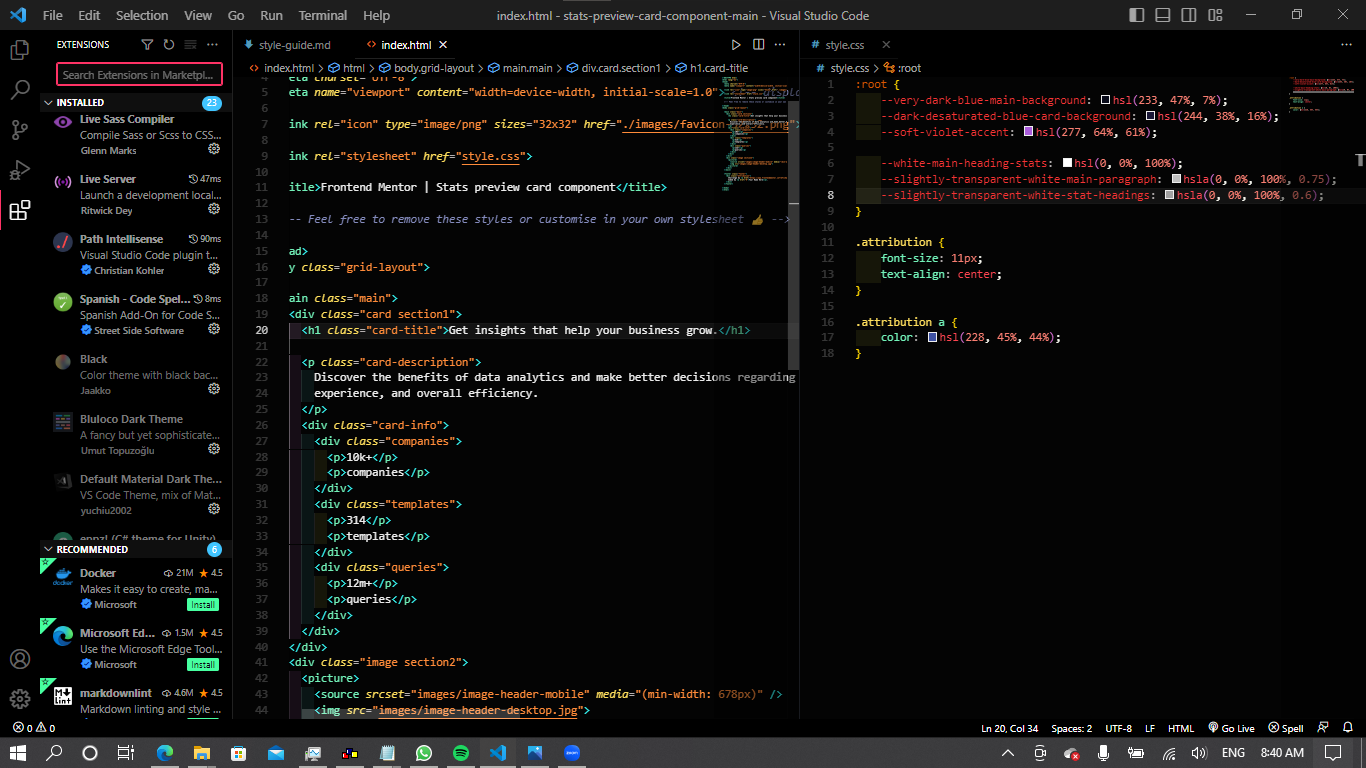 File Edit Selection View Go Run Terminal Help
index.html - stats-preview-card-component-main - Visual Studio Code
EXTENSIONS
Search Extensions in Marketpl...
INSTALLED 23
Live Sass Compiler
Compile Sass or Scss to CSS...
Glenn Marks
Live Server 47ms
Launch a development local...
Ritwick Dey
Path Intellisense 90ms
Visual Studio Code plugin t...
Christian Kohler
Spanish - Code Spel... 8ms
Spanish Add-On for Code S...
Street Side Software
Black
Color theme with black bac...
Jaakko
Bluloco Dark Theme
A fancy but yet sophisticate...
Umut Topuzoğlu
Default Material Dark The...
VS Code Theme, mix of Mat...
yuchiu2002
RECOMMENDED 6
Docker 21M 4.5
Makes it easy to create, ma...
Microsoft Install
Microsoft Ed... 1.5M 4.5
Use the Microsoft Edge Tool...
Microsoft Install
markdownlint 4.6M 4.5
Markdown linting and style ...
style-guide.md index.html
index.html > html > body.grid-layout > main.main > div.card.section1 > h1.card-title
5 eta name="viewport" content="width=device-width, initial-scale=1.0">
6
7 ink rel="icon" type="image/png" sizes="32x32" href="./images/favicon-32x32.png">
8
9 ink rel="stylesheet" href="style.css">
10
11 itle>Frontend Mentor | Stats preview card component</title>
12
13 -- Feel free to remove these styles or customise in your own stylesheet 👍 -->
14
15 ad>
16 y class="grid-layout">
17
18 ain class="main">
19 <div class="card section1">
20 <h1 class="card-title">Get insights that help your business grow.</h1>
21
22 <p class="card-description">
23 Discover the benefits of data analytics and make better decisions regarding
24 experience, and overall efficiency.
25 </p>
26 <div class="card-info">
27 <div class="companies">
28 <p>10k+</p>
29 <p>companies</p>
30 </div>
31 <div class="templates">
32 <p>314</p>
33 <p>templates</p>
34 </div>
35 <div class="queries">
36 <p>12m+</p>
37 <p>queries</p>
38 </div>
39 </div>
40 </div>
41 <div class="image section2">
42 <picture>
43 <source srcset="images/image-header-mobile" media="(min-width: 678px)" />
44 <img src="images/image-header-desktop.jpg">
style.css
style.css > :root
1 :root {
2 --very-dark-blue-main-background: hsl(233, 47%, 7%);
3 --dark-desaturated-blue-card-background: hsl(244, 38%, 16%);
4 --soft-violet-accent: hsl(277, 64%, 61%);
5
6 --white-main-heading-stats: hsl(0, 0%, 100%);
7 --slightly-transparent-white-main-paragraph: hsla(0, 0%, 100%, 0.75);
8 --slightly-transparent-white-stat-headings: hsla(0, 0%, 100%, 0.6);
9 }
10
11 .attribution {
12 font-size: 11px;
13 text-align: center;
14 }
15
16 .attribution a {
17 color: hsl(228, 45%, 44%);
18 }
0 0
Ln 20, Col 34 Spaces: 2 UTF-8 LF HTML Go Live Spell
ENG 8:40 AM